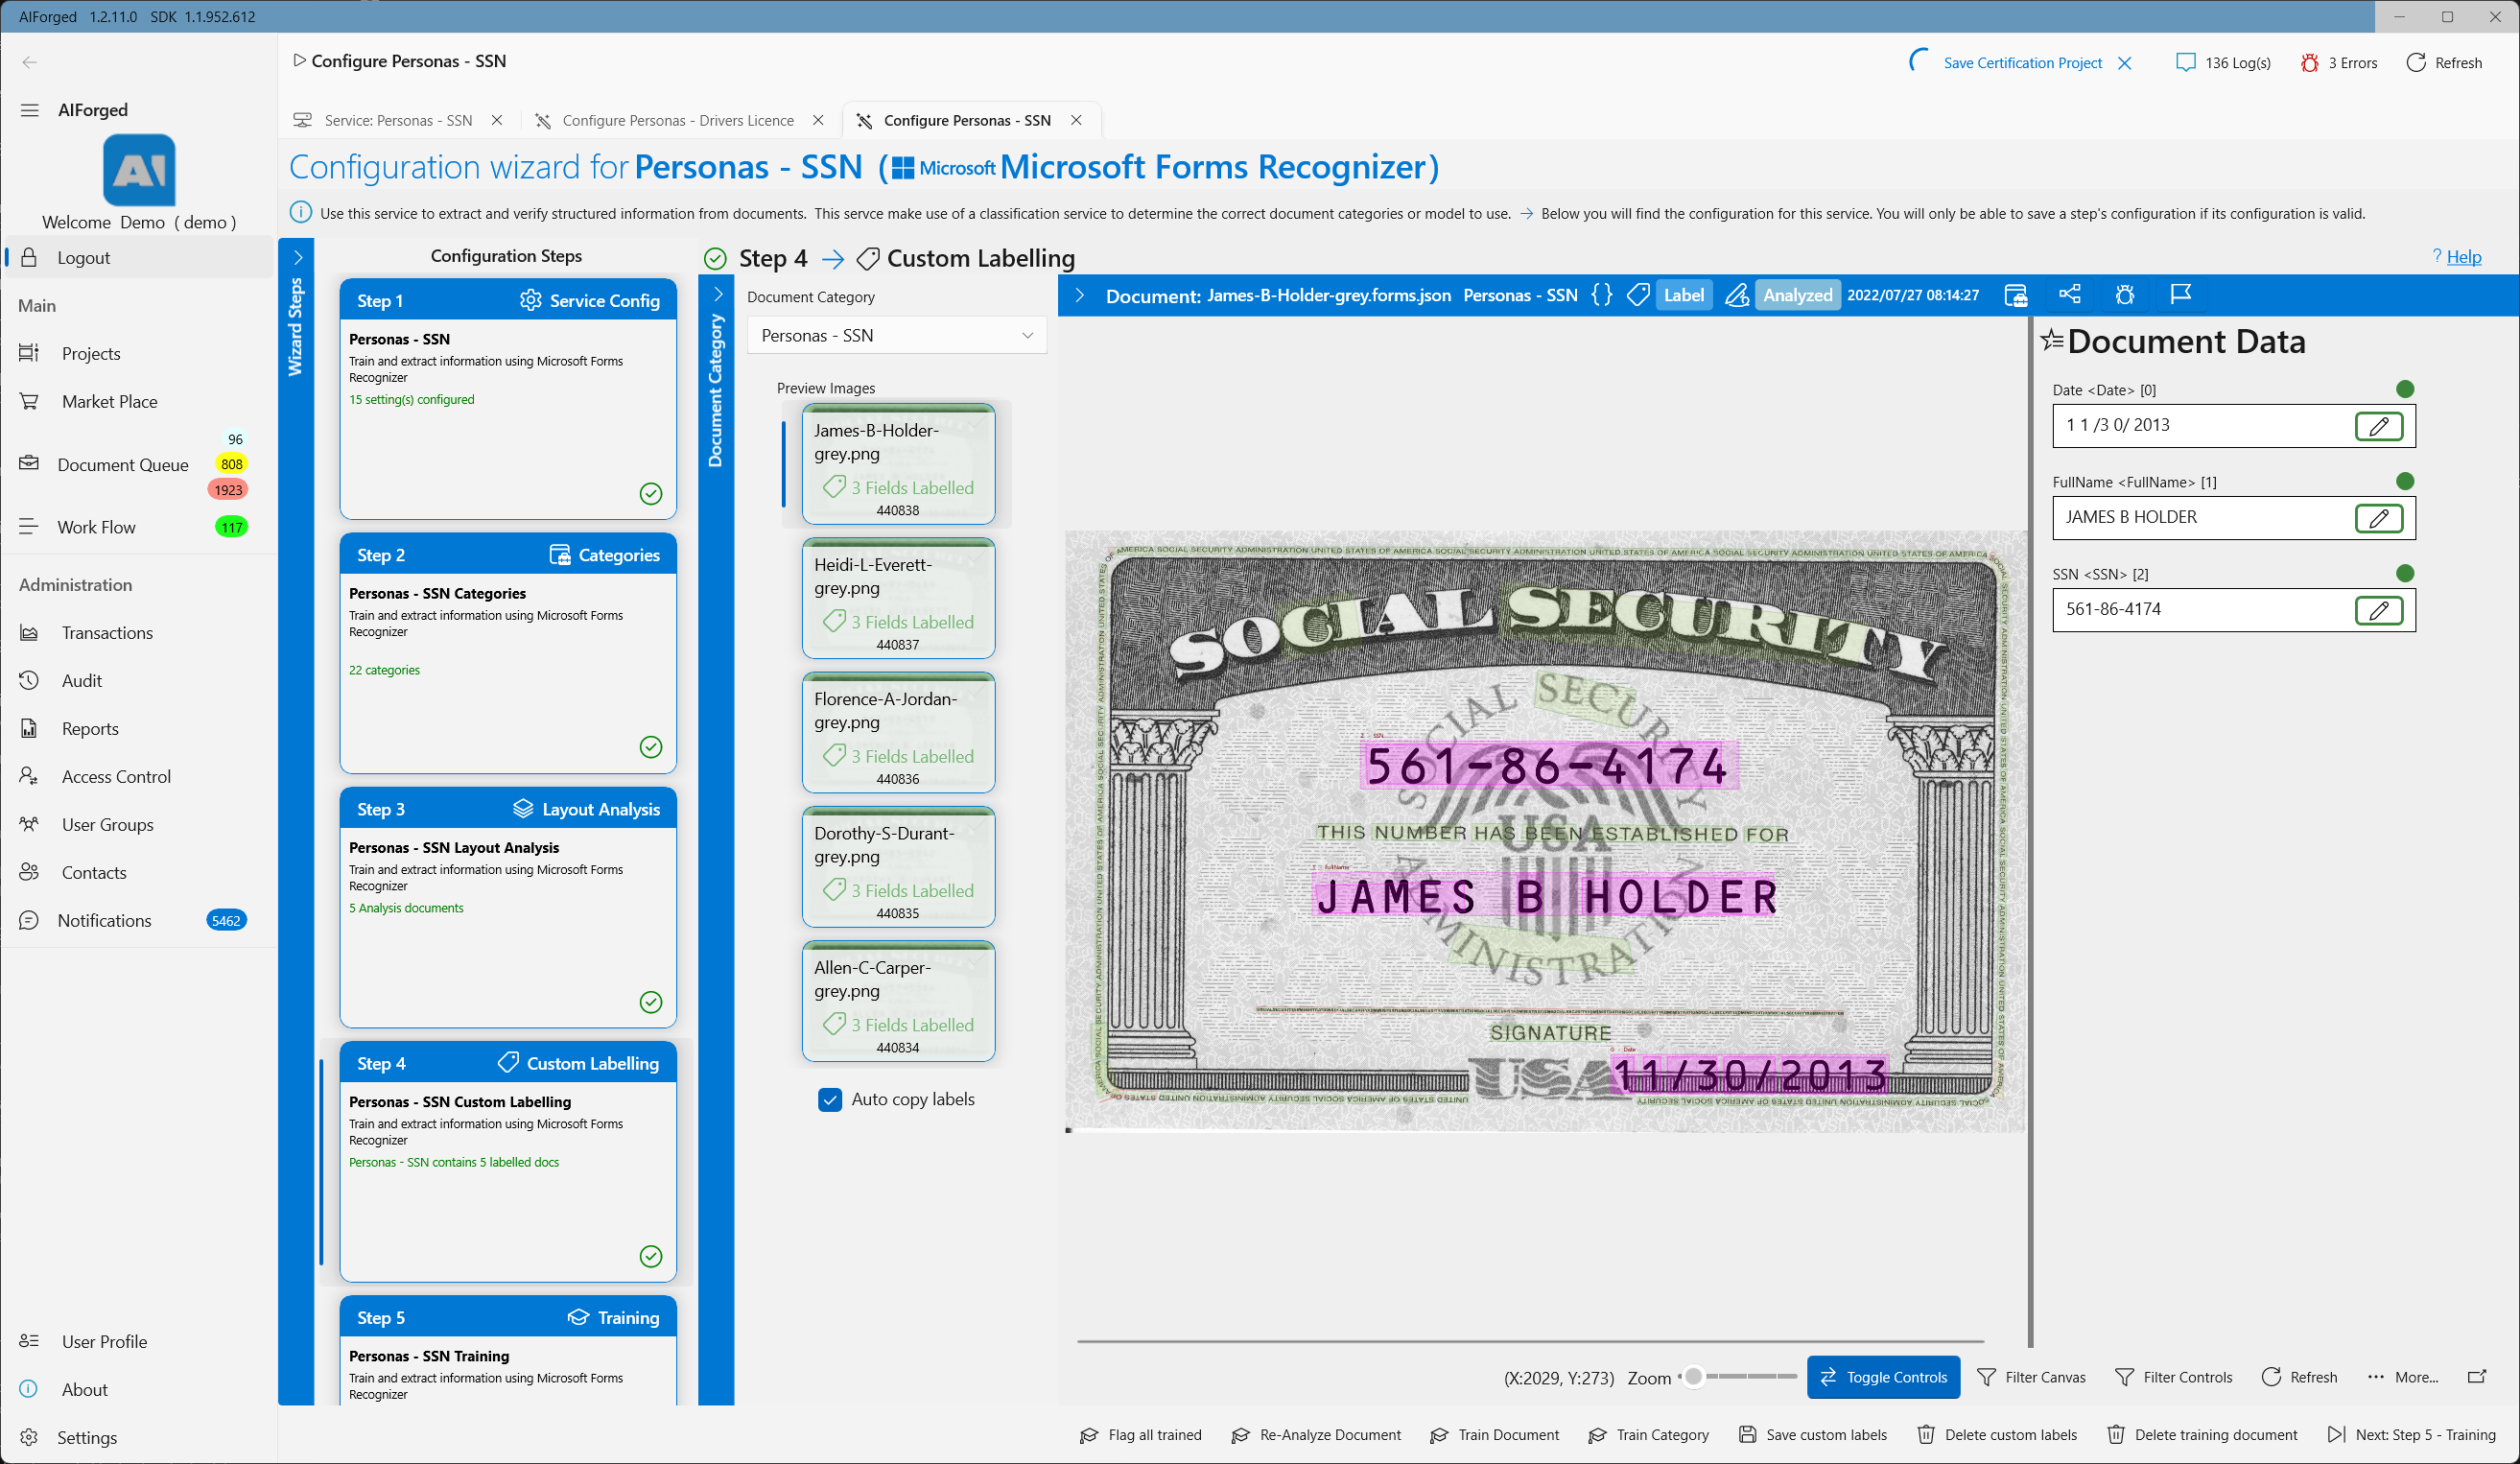 AIForged 1.2.11.0 SDK 1.1.952.612
Configure Personas - SSN
Save Certification Project
136 Log(s)
3 Errors
Refresh
AIForged
Welcome Demo ( demo )
Logout
Main
Projects
Market Place
96
Document Queue
808
1923
Work Flow
117
Administration
Transactions
Audit
Reports
Access Control
User Groups
Contacts
Notifications
5462
User Profile
About
Settings
Service: Personas - SSN
Configure Personas - Drivers Licence
Configure Personas - SSN
Configuration wizard for Personas - SSN ( Microsoft Microsoft Forms Recognizer)
Use this service to extract and verify structured information from documents. This servce make use of a classification service to determine the correct document categories or model to use. → Below you will find the configuration for this service. You will only be able to save a step's configuration if its configuration is valid.
Wizard Steps
Configuration Steps
Step 1 Service Config
Personas - SSN
Train and extract information using Microsoft Forms
Recognizer
15 setting(s) configured
Step 2 Categories
Personas - SSN Categories
Train and extract information using Microsoft Forms
Recognizer
22 categories
Step 3 Layout Analysis
Personas - SSN Layout Analysis
Train and extract information using Microsoft Forms
Recognizer
5 Analysis documents
Step 4 Custom Labelling
Personas - SSN Custom Labelling
Train and extract information using Microsoft Forms
Recognizer
Personas - SSN contains 5 labelled docs
Step 5 Training
Personas - SSN Training
Train and extract information using Microsoft Forms
Recognizer
Step 4 → Custom Labelling
? Help
Document Category
Document Category
Personas - SSN
Preview Images
James-B-Holder-
grey.png
3 Fields Labelled
440838
Heidi-L-Everett-
grey.png
3 Fields Labelled
440837
Florence-A-Jordan-
grey.png
3 Fields Labelled
440836
Dorothy-S-Durant-
grey.png
3 Fields Labelled
440835
Allen-C-Carper-
grey.png
3 Fields Labelled
440834
Auto copy labels
Document: James-B-Holder-grey.forms.json Personas - SSN {} Label Analyzed 2022/07/27 08:14:27
SOCIAL SECURITY
SOCIAL SECURITY
ADMINISTRATION
2 SSN
561-86-4174
USA
THIS NUMBER HAS BEEN ESTABLISHED FOR
1 FullName
JAMES B HOLDER
SIGNATURE
0 Date
USA
11/30/2013
Document Data
Date <Date> [0]
1 1 /3 0/ 2013
FullName <FullName> [1]
JAMES B HOLDER
SSN <SSN> [2]
561-86-4174
(X:2029, Y:273) Zoom
Toggle Controls
Filter Canvas
Filter Controls
Refresh
More...
Flag all trained
Re-Analyze Document
Train Document
Train Category
Save custom labels
Delete custom labels
Delete training document
Next: Step 5 - Training